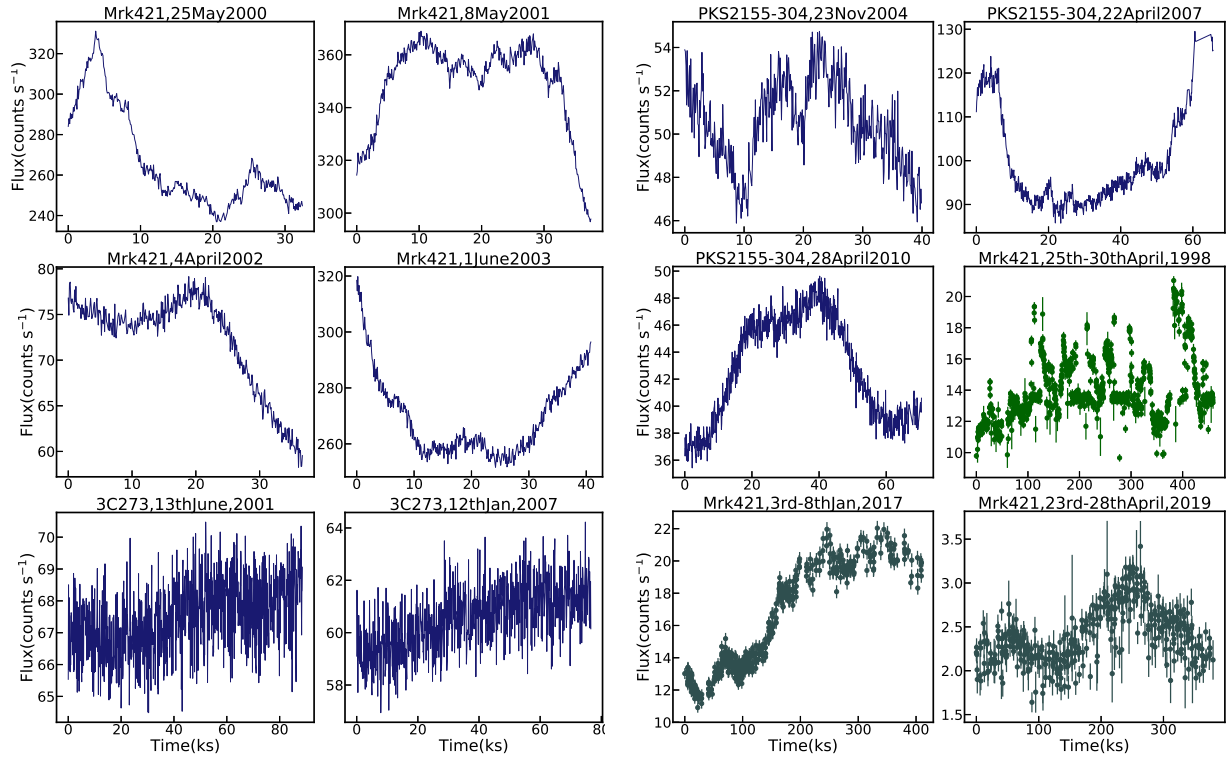 Mrk421,25May2000
Flux(counts s⁻¹)
320
300
280
260
240
0 10 20 30
Mrk421,8May2001
360
340
320
300
0 10 20 30
PKS2155-304,23Nov2004
Flux(counts s⁻¹)
54
52
50
48
46
0 10 20 30 40
PKS2155-304,22April2007
130
120
110
100
90
0 20 40 60
Mrk421,4April2002
Flux(counts s⁻¹)
80
75
70
65
60
0 10 20 30
Mrk421,1June2003
320
300
280
260
0 10 20 30 40
PKS2155-304,28April2010
Flux(counts s⁻¹)
50
48
46
44
42
40
38
36
0 20 40 60
Mrk421,25th-30thApril,1998
20
18
16
14
12
10
0 100 200 300 400
3C273,13thJune,2001
Flux(counts s⁻¹)
70
69
68
67
66
65
0 20 40 60 80
Time(ks)
3C273,12thJan,2007
64
62
60
58
0 20 40 60
Time(ks)
Mrk421,3rd-8thJan,2017
Flux(counts s⁻¹)
22
20
18
16
14
12
10
0 100 200 300 400
Time(ks)
Mrk421,23rd-28thApril,2019
3.5
3.0
2.5
2.0
1.5
0 100 200 300
Time(ks)